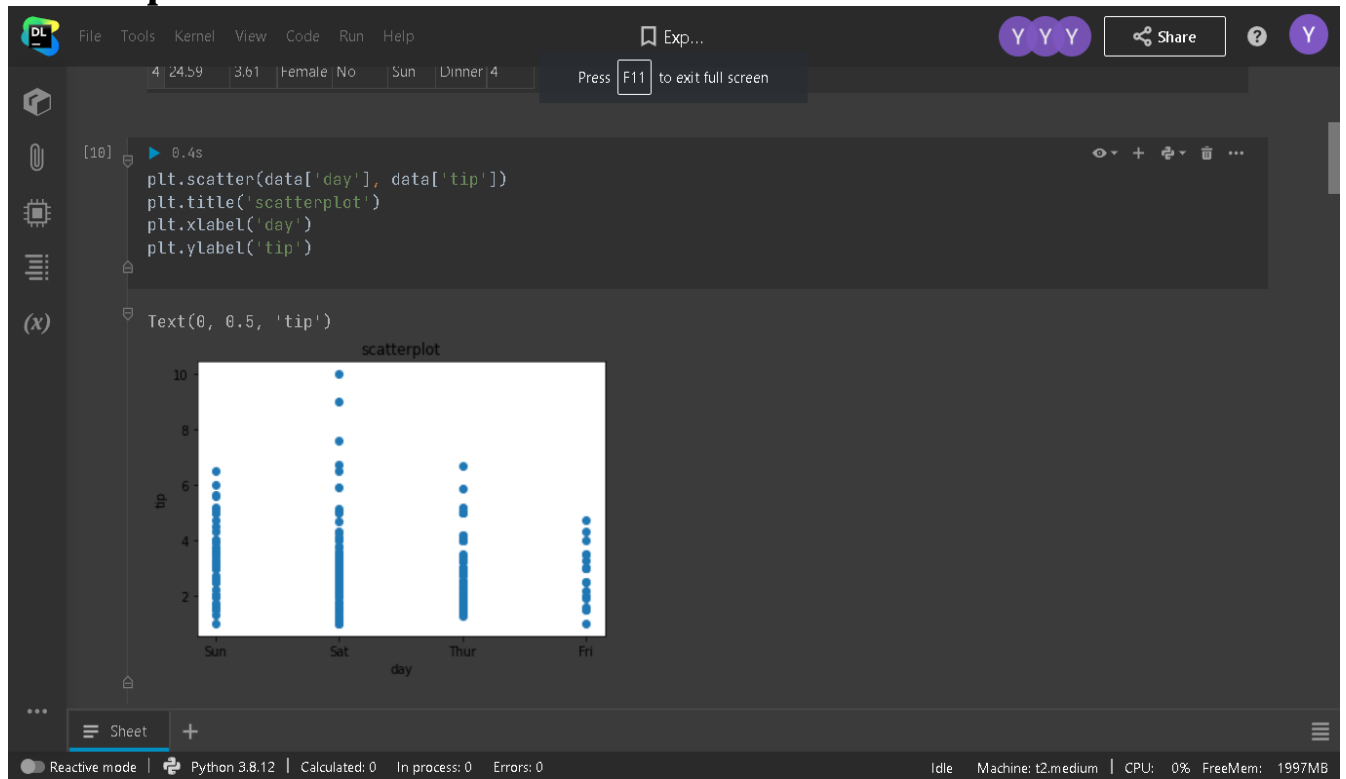 DL File Tools Kernel View Code Run Help Exp... Y Y Y Share ? Y
4 24.59 3.61 Female No Sun Dinner 4
Press F11 to exit full screen
[10] 0.4s
plt.scatter(data['day'], data['tip'])
plt.title('scatterplot')
plt.xlabel('day')
plt.ylabel('tip')
(x)
Text(0, 0.5, 'tip')
scatterplot
10
8
6
tip
4
2
Sun Sat Thur Fri
day
Sheet +
Reactive mode | Python 3.8.12 | Calculated: 0 In process: 0 Errors: 0 Idle Machine: t2.medium | CPU: 0% FreeMem: 1997MB